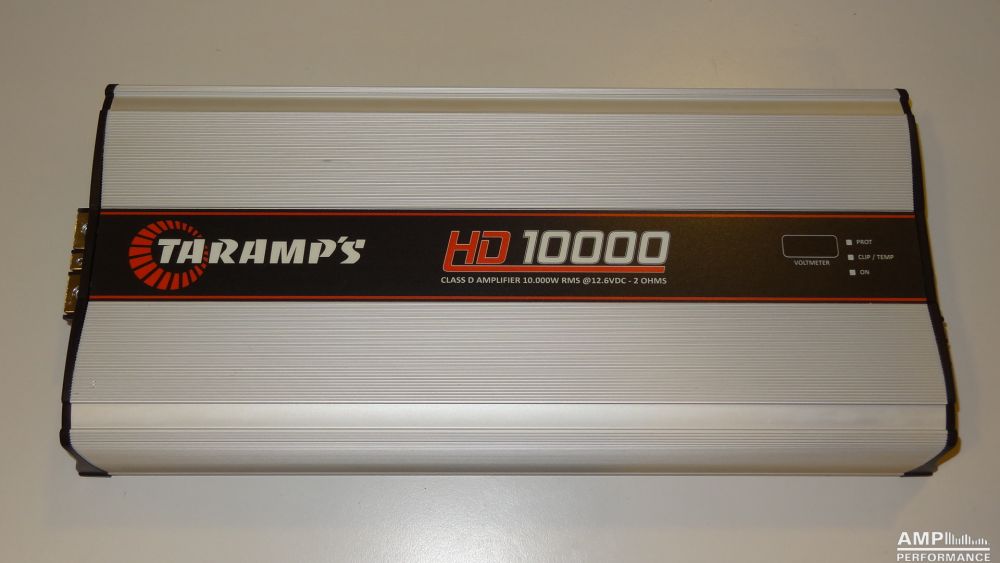 TARAMP'S
HD 10000
CLASS D AMPLIFIER 10.000W RMS @12.6VDC - 2 OHMS
VOLTMETER
PROT
CLIP / TEMP
ON
AMP
PERFORMANCE